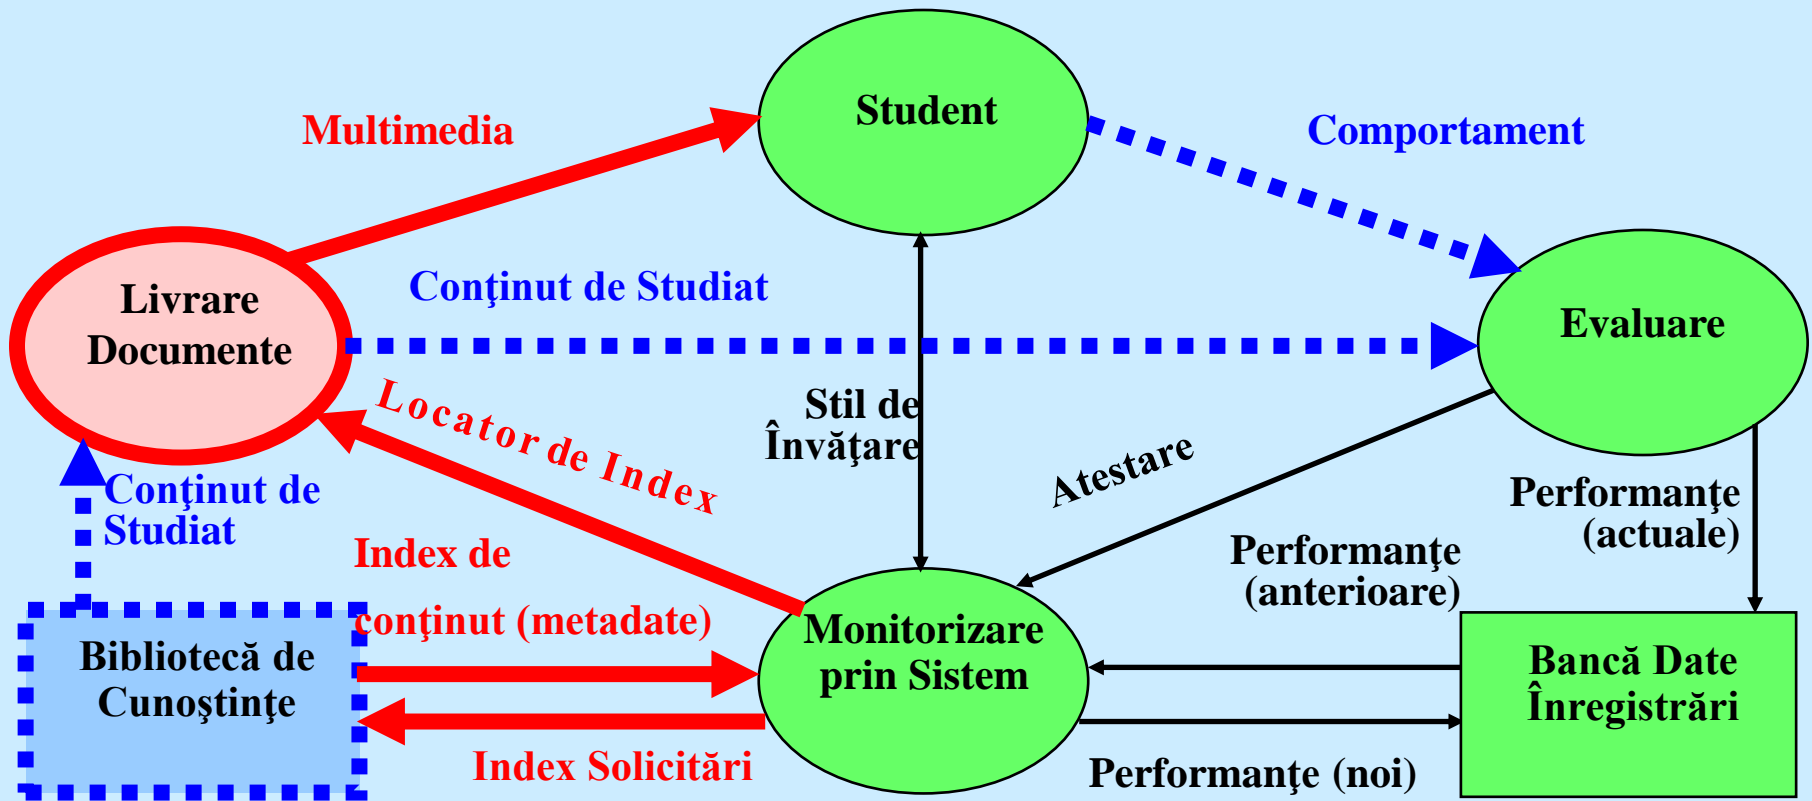 Student
Multimedia
Comportament
Livrare
Documente
Conţinut de Studiat
Evaluare
Locator de Index
Stil de
Învăţare
Atestare
Conţinut de
Studiat
Performanţe
(actuale)
Index de
conţinut (metadate)
Performanţe
(anterioare)
Bibliotecă de
Cunoştinţe
Monitorizare
prin Sistem
Bancă Date
Înregistrări
Index Solicitări
Performanţe (noi)